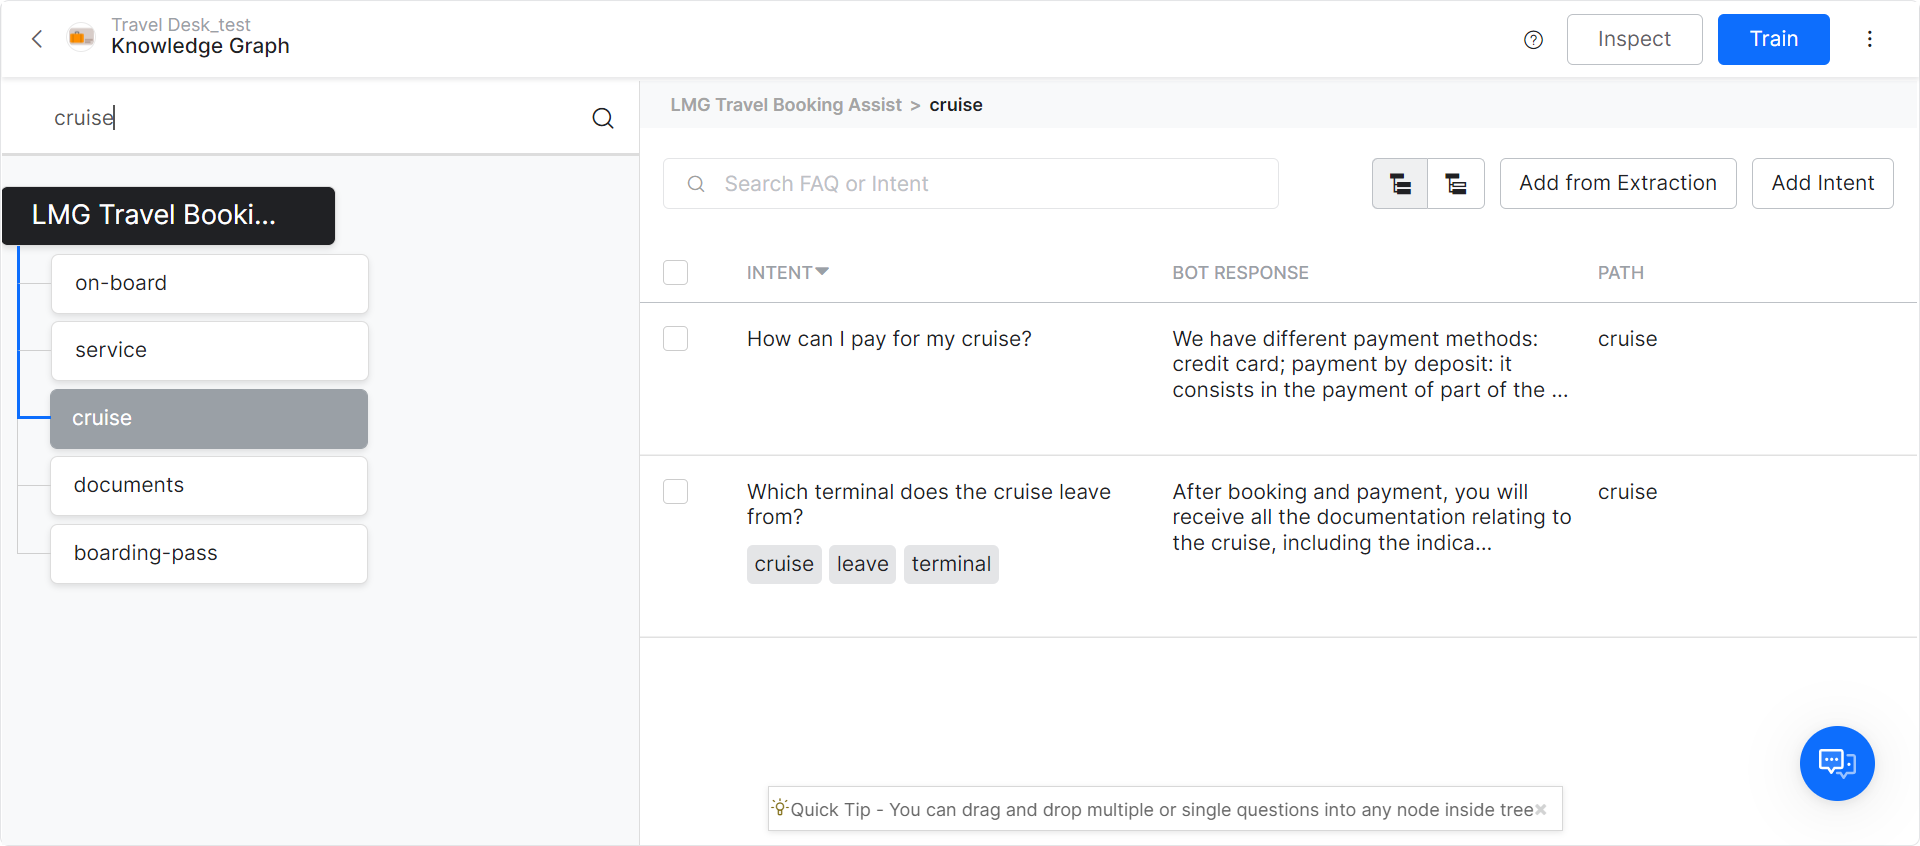 Travel Desk_test
Knowledge Graph
Inspect
Train
cruise
LMG Travel Booking Assist > cruise
Search FAQ or Intent
Add from Extraction
Add Intent
LMG Travel Booki...
on-board
service
cruise
documents
boarding-pass
INTENT
BOT RESPONSE
PATH
How can I pay for my cruise?
We have different payment methods:
credit card; payment by deposit: it
consists in the payment of part of the ...
cruise
Which terminal does the cruise leave
from?
cruise
leave
terminal
After booking and payment, you will
receive all the documentation relating to
the cruise, including the indica...
cruise
Quick Tip - You can drag and drop multiple or single questions into any node inside tree